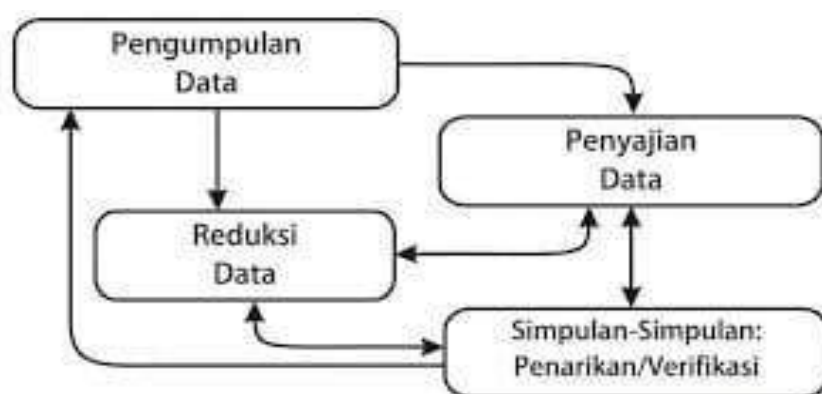 Pengumpulan
Data
Penyajian
Data
Reduksi
Data
Simpulan-Simpulan:
Penarikan/Verifikasi